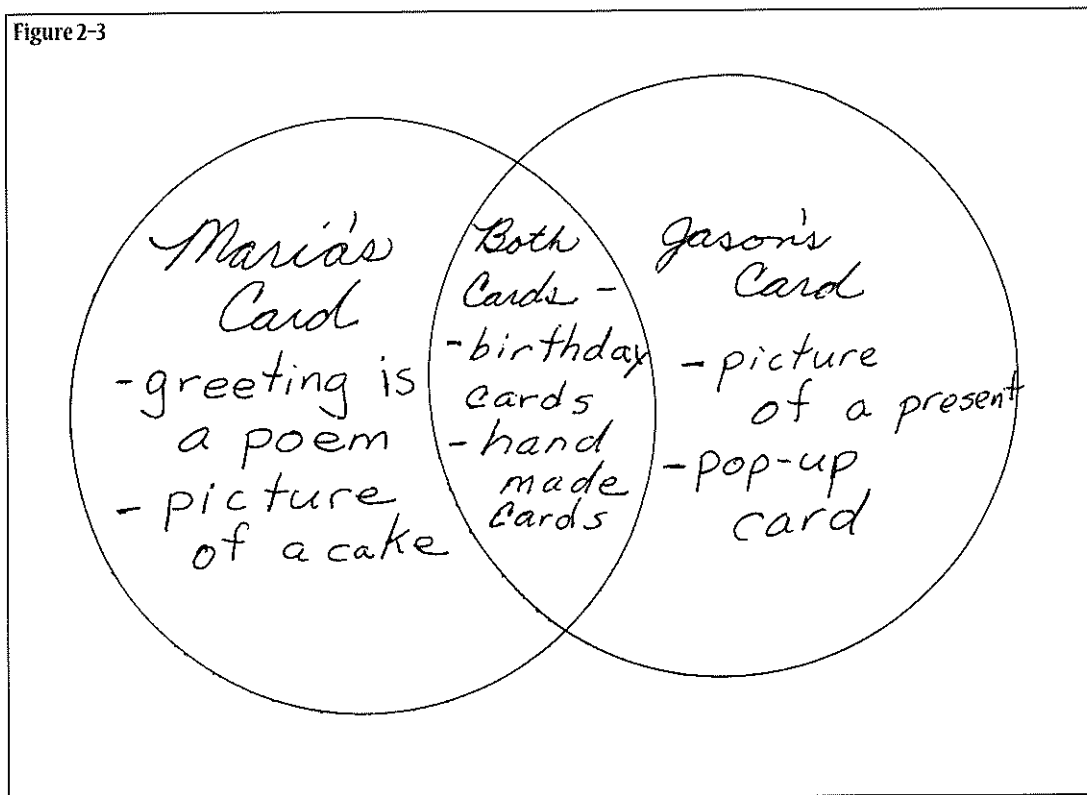 Figure 2-3
Maria's
Card
-greeting is
a poem
- picture
of a cake
Both
Cards -
-birthday
cards
-hand
made
cards
Jason's
Card
- picture
of a present
-pop-up
card